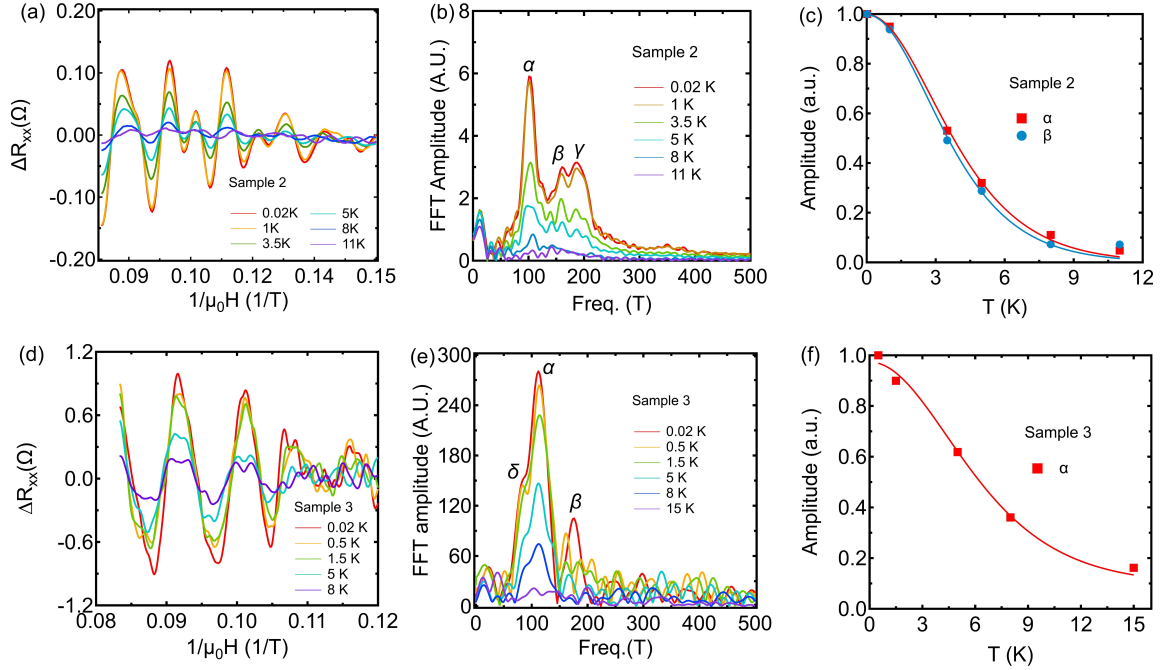 (a)
0.20
0.10
0.00
-0.10
-0.20
ΔRxx(Ω)
Sample 2
0.02K
1K
3.5K
5K
8K
11K
0.09 0.10 0.11 0.12 0.13 0.14 0.15
1/μ0H (1/T)
(b)
8
6
4
2
0
FFT Amplitude (A.U.)
α
β
γ
Sample 2
0.02 K
1 K
3.5 K
5 K
8 K
11 K
0 100 200 300 400 500
Freq. (T)
(c)
1.0
0.8
0.6
0.4
0.2
0.0
Amplitude (a.u.)
Sample 2
α
β
0 3 6 9 12
T (K)
(d)
1.2
0.6
0.0
-0.6
-1.2
ΔRxx(Ω)
Sample 3
0.02 K
0.5 K
1.5 K
5 K
8 K
0.08 0.09 0.10 0.11 0.12
1/μ0H (1/T)
(e)
300
240
180
120
60
0
FFT amplitude (A.U.)
α
δ
β
Sample 3
0.02 K
0.5 K
1.5 K
5 K
8 K
15 K
0 100 200 300 400 500
Freq.(T)
(f)
1.0
0.8
0.6
0.4
0.2
0.0
Amplitude (a.u.)
Sample 3
α
0 3 6 9 12 15
T (K)